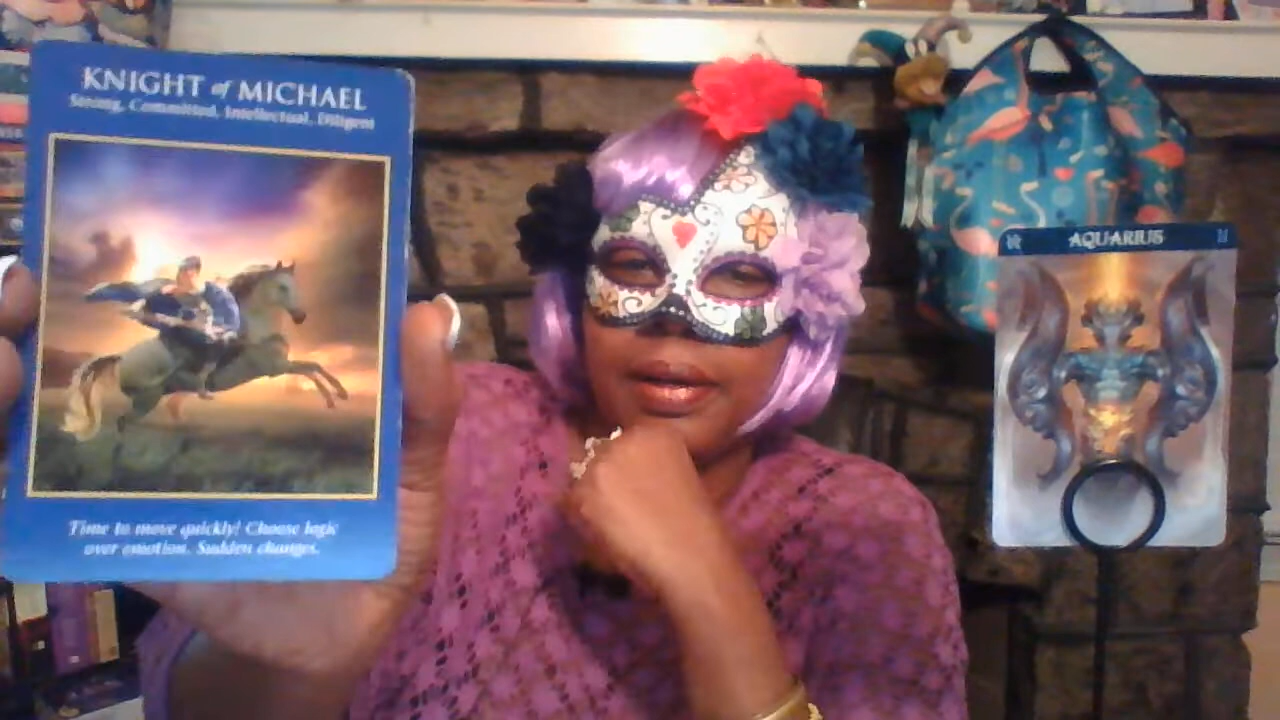 KNIGHT of MICHAEL
Strong, Committed, Intellectual, Diligent
Time to move quickly! Choose logic
over emotion. Sudden changes.
AQUARIUS